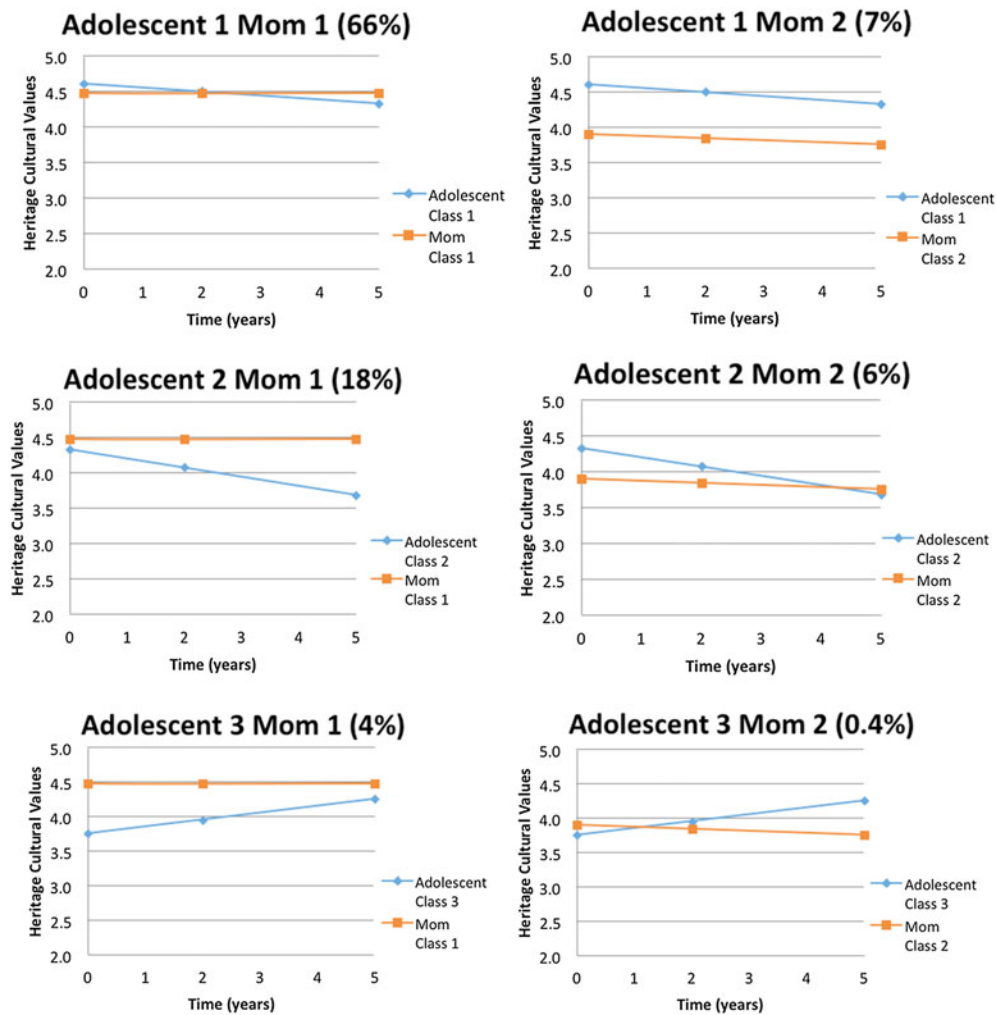 Adolescent 1 Mom 1 (66%)
Heritage Cultural Values
5.0
4.5
4.0
3.5
3.0
2.5
2.0
0 1 2 3 4 5
Time (years)
Adolescent
Class 1
Mom
Class 1
Adolescent 1 Mom 2 (7%)
Heritage Cultural Values
5.0
4.5
4.0
3.5
3.0
2.5
2.0
0 1 2 3 4 5
Time (years)
Adolescent
Class 1
Mom
Class 2
Adolescent 2 Mom 1 (18%)
Heritage Cultural Values
5.0
4.5
4.0
3.5
3.0
2.5
2.0
0 1 2 3 4 5
Time (years)
Adolescent
Class 2
Mom
Class 1
Adolescent 2 Mom 2 (6%)
Heritage Cultural Values
5.0
4.5
4.0
3.5
3.0
2.5
2.0
0 1 2 3 4 5
Time (years)
Adolescent
Class 2
Mom
Class 2
Adolescent 3 Mom 1 (4%)
Heritage Cultural Values
5.0
4.5
4.0
3.5
3.0
2.5
2.0
0 1 2 3 4 5
Time (years)
Adolescent
Class 3
Mom
Class 1
Adolescent 3 Mom 2 (0.4%)
Heritage Cultural Values
5.0
4.5
4.0
3.5
3.0
2.5
2.0
0 1 2 3 4 5
Time (years)
Adolescent
Class 3
Mom
Class 2